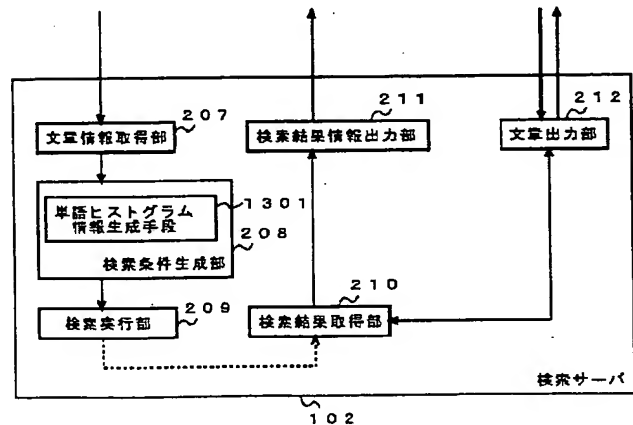 211
212
207
文章情報取得部
検索結果情報出力部
文章出力部
1301
単語ヒストグラム
情報生成手段
208
検索条件生成部
209
210
検索実行部
検索結果取得部
検索サーバ
102